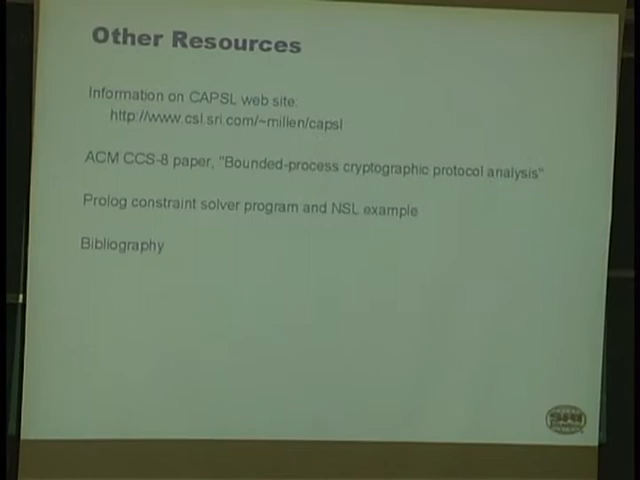 Other Resources
Information on CAPSL web site:
http://www.csl.sri.com/~millen/capsl
ACM CCS-8 paper, "Bounded-process cryptographic protocol analysis"
Prolog constraint solver program and NSL example
Bibliography
SRI